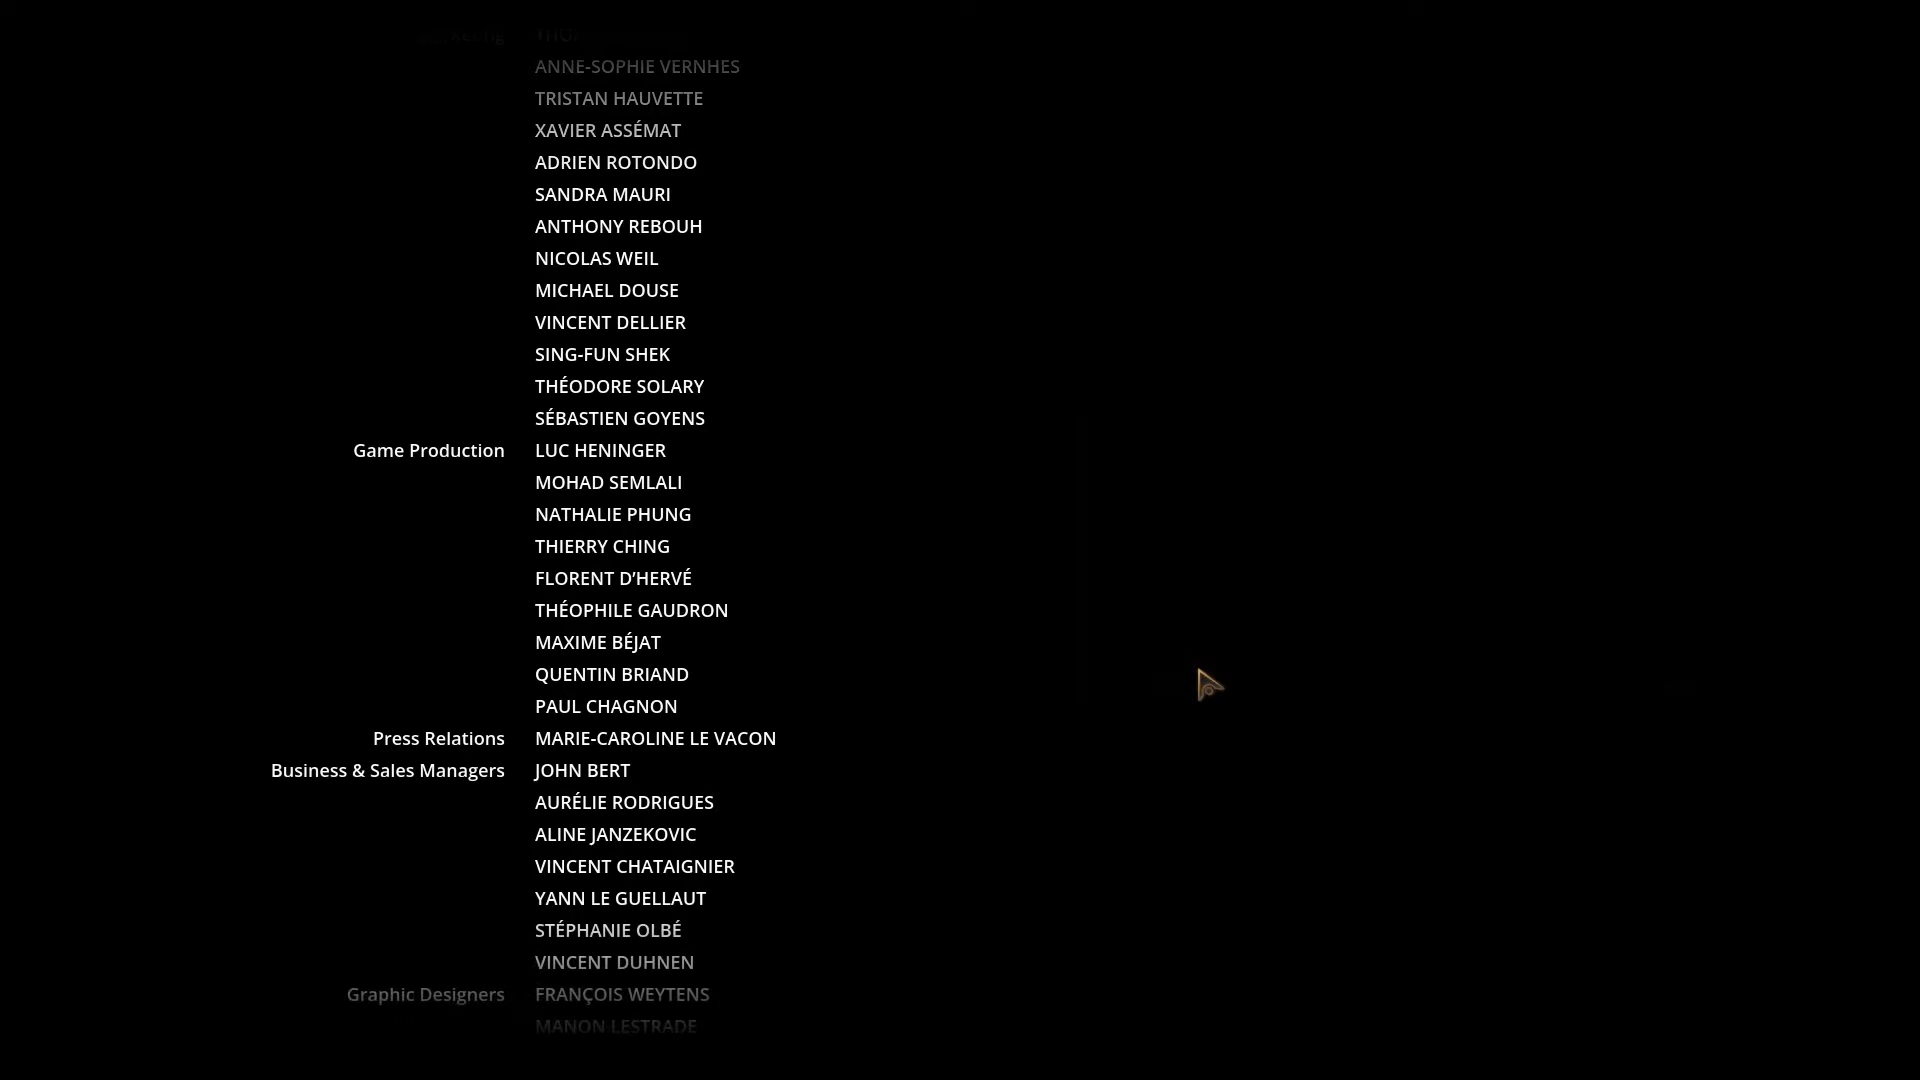 ANNE-SOPHIE VERNHES
TRISTAN HAUVETTE
XAVIER ASSÉMAT
ADRIEN ROTONDO
SANDRA MAURI
ANTHONY REBOUH
NICOLAS WEIL
MICHAEL DOUSE
VINCENT DELLIER
SING-FUN SHEK
THÉODORE SOLARY
SÉBASTIEN GOYENS
Game Production LUC HENINGER
MOHAD SEMLALI
NATHALIE PHUNG
THIERRY CHING
FLORENT D’HERVÉ
THÉOPHILE GAUDRON
MAXIME BÉJAT
QUENTIN BRIAND
PAUL CHAGNON
Press Relations MARIE-CAROLINE LE VACON
Business & Sales Managers JOHN BERT
AURÉLIE RODRIGUES
ALINE JANZEKOVIC
VINCENT CHATAIGNIER
YANN LE GUELLAUT
STÉPHANIE OLBÉ
VINCENT DUHNEN
Graphic Designers FRANÇOIS WEYTENS
MANON LESTRADE